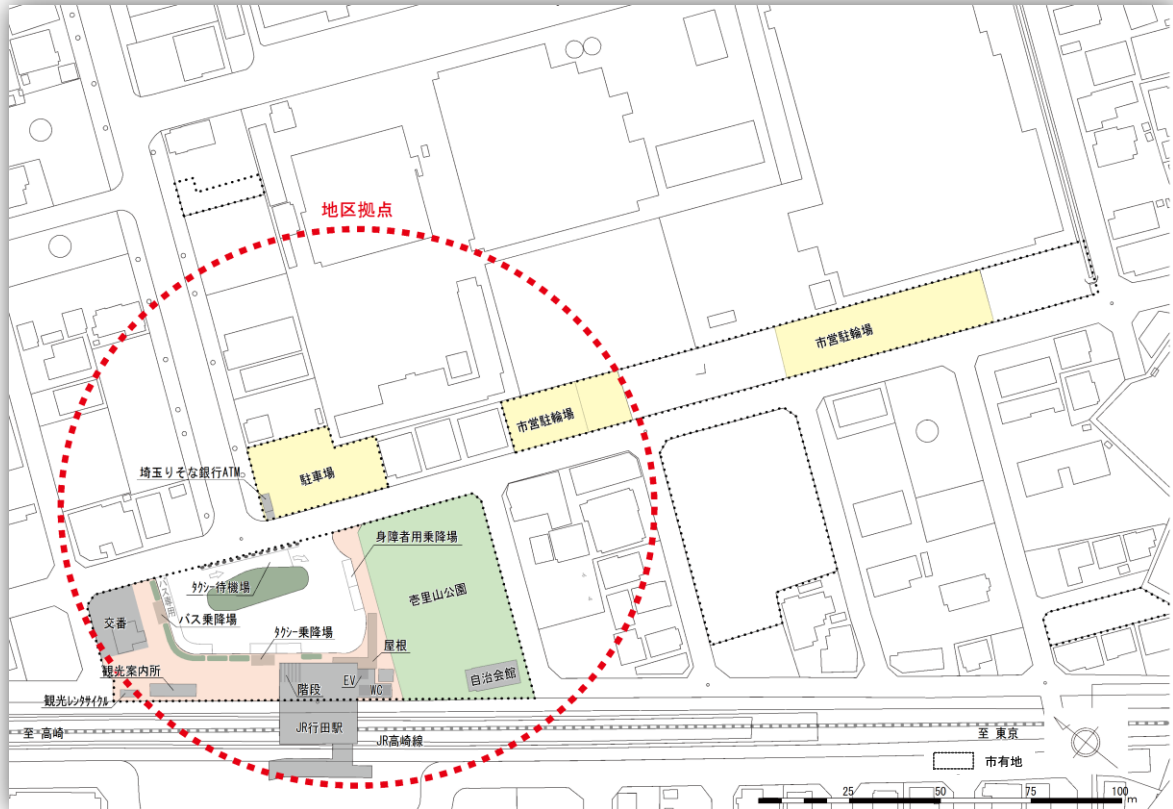 地区拠点
市営駐輪場
市営駐輪場
駐車場
埼玉りそな銀行ATM
身障者用乗降場
タクシー待機場
バス専用
壱里山公園
交番
バス乗降場
タクシー乗降場
屋根
観光案内所
EV
自治会館
階段
WC
観光レンタサイクル
JR行田駅
至 高崎
JR高崎線
至 東京
市有地
25
50
75
100
m